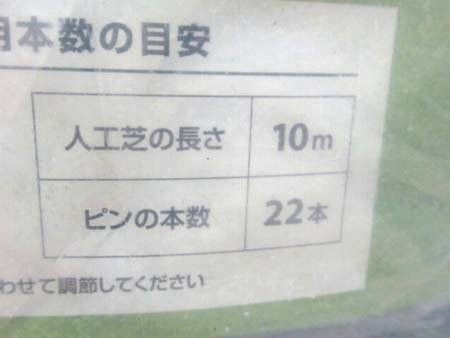 用本数の目安
人工芝の長さ 10m
ピンの本数 22本
わせて調節してください